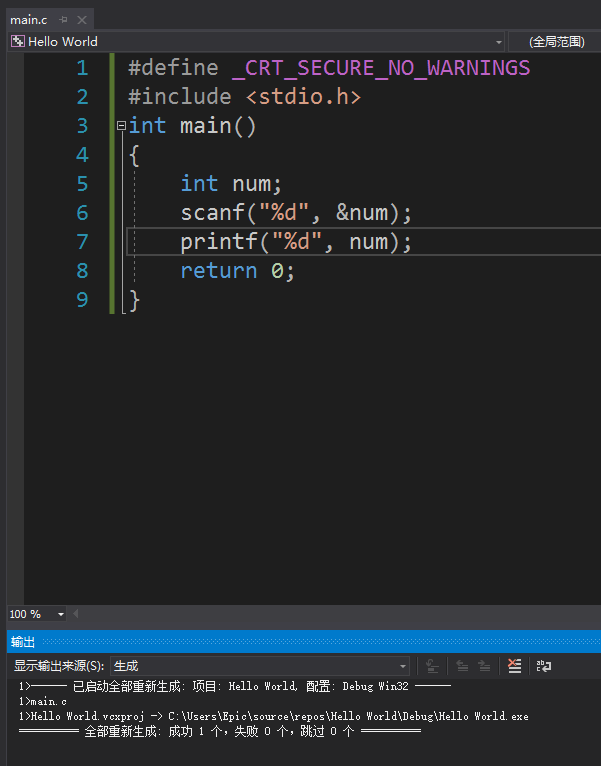 main.c
Hello World (全局范围)
1 #define _CRT_SECURE_NO_WARNINGS
2 #include <stdio.h>
3 int main()
4 {
5 int num;
6 scanf("%d", &num);
7 printf("%d", num);
8 return 0;
9 }
100 %
输出
显示输出来源(S): 生成
1>------ 已启动全部重新生成: 项目: Hello World, 配置: Debug Win32 ------
1>main.c
1>Hello World.vcxproj -> C:\Users\Epic\source\repos\Hello World\Debug\Hello World.exe
========== 全部重新生成: 成功 1 个，失败 0 个，跳过 0 个 ==========